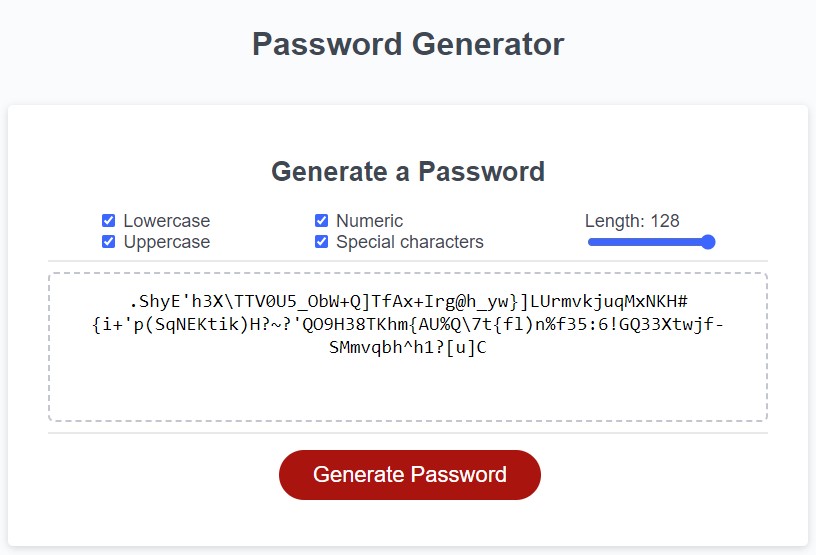 Password Generator
Generate a Password
Lowercase
Numeric
Length: 128
Uppercase
Special characters
.ShyE'h3X\TTV0U5_ObW+Q]TfAx+Irg@h_yw}]LUrmvkjuqMxNKH#
{i+'p(SqNEKtik)H?~?'QO9H38TKhm{AU%Q\7t{fl)n%f35:6!GQ33Xtwjf-
SMmvqbh^h1?[u]C
Generate Password